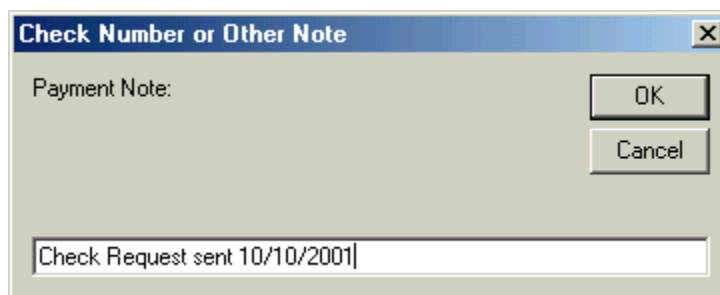 Check Number or Other Note
Payment Note:
OK
Cancel
Check Request sent 10/10/2001